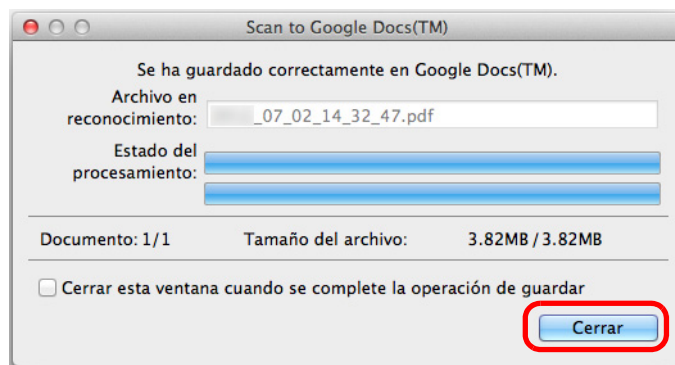 Scan to Google Docs(TM)
Se ha guardado correctamente en Google Docs(TM).
Archivo en
reconocimiento:
_07_02_14_32_47.pdf
Estado del
procesamiento:
Documento: 1/1 Tamaño del archivo: 3.82MB / 3.82MB
Cerrar esta ventana cuando se complete la operación de guardar
Cerrar